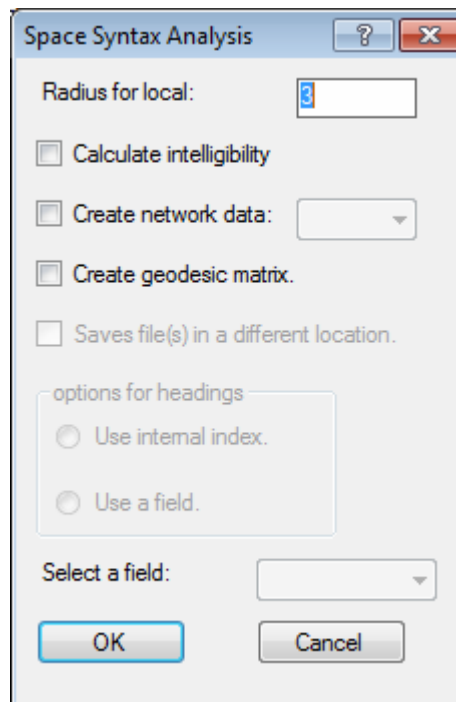 Space Syntax Analysis ?
Radius for local: 3
Calculate intelligibility
Create network data:
Create geodesic matrix.
Saves file(s) in a different location.
options for headings
Use internal index.
Use a field.
Select a field:
OK Cancel